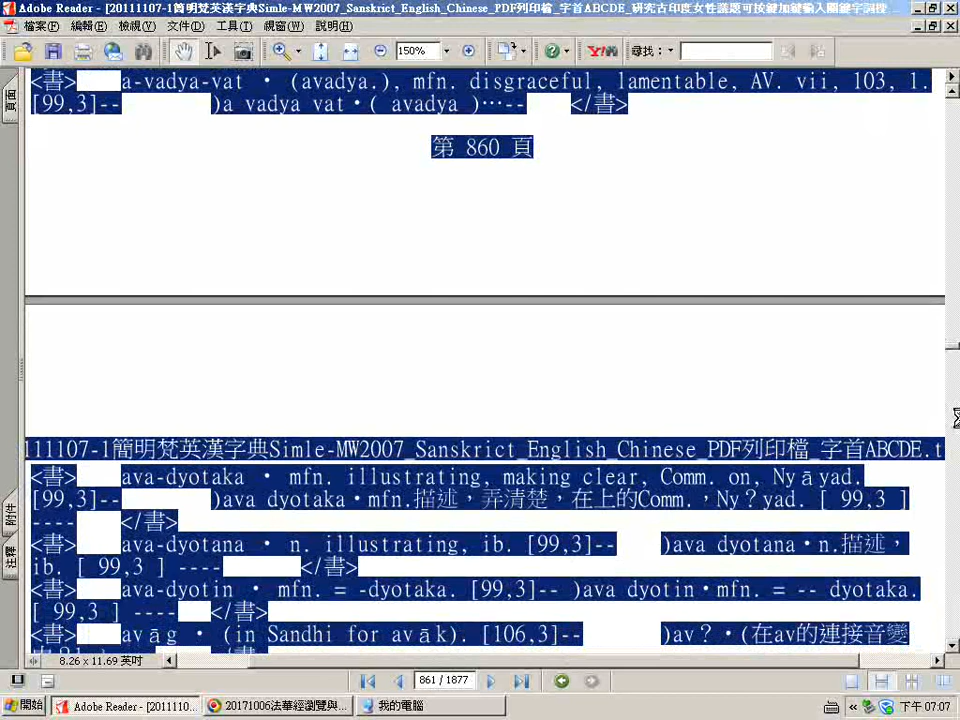 Adobe Reader - [20111107-1簡明梵英漢字典Simle-MW2007_Sanskrict_English_Chinese_PDF列印檔_字首ABCDE_研究古印度女性議題可按鍵加鍵輸入關鍵字詞搜
檔案(F) 編輯(E) 檢視(V) 文件(D) 工具(T) 視窗(W) 說明(H)
150% Y! 尋找：
頁面
<書> a-vadya-vat ‧ (avadya.), mfn. disgraceful, lamentable, AV. vii, 103, 1.
[99,3]-- )a vadya vat‧( avadya )…-- </書>
第 860 頁
111107-1簡明梵英漢字典Simle-MW2007_Sanskrict_English_Chinese_PDF列印檔_字首ABCDE.t
<書> ava-dyotaka ‧ mfn. illustrating, making clear, Comm. on, Nyāyad.
[99,3]-- )ava dyotaka‧mfn.描述，弄清楚，在上的Comm.，Ny？yad. [ 99,3 ]
---- </書>
<書> ava-dyotana ‧ n. illustrating, ib. [99,3]-- )ava dyotana‧n.描述，
ib. [ 99,3 ] ---- </書>
<書> ava-dyotin ‧ mfn. = -dyotaka. [99,3]-- )ava dyotin‧mfn. = -- dyotaka.
[ 99,3 ] ---- </書>
<書> avāg ‧ (in Sandhi for avāk). [106,3]-- )av？‧(在av的連接音變
附件
注釋
8.26 x 11.69 英吋
861 / 1877
開始 Adobe Reader - [2011110... 20171006法華經瀏覽與... 我的電腦 下午 07:07